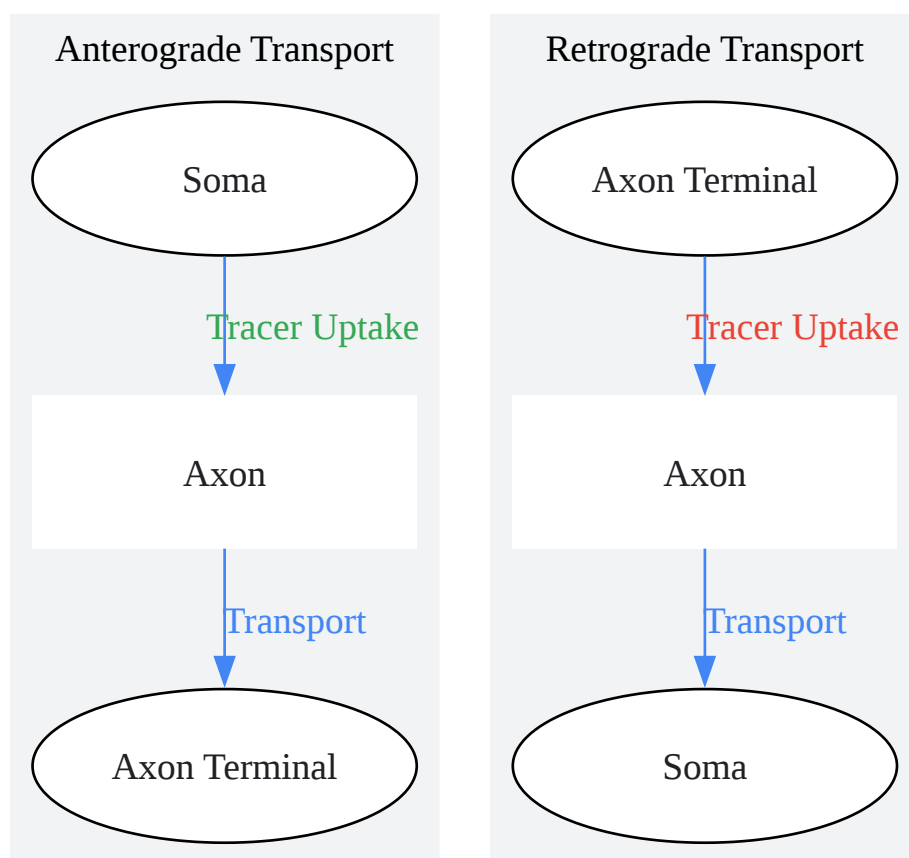 Anterograde Transport
Soma
Tracer Uptake
Axon
Transport
Axon Terminal
Retrograde Transport
Axon Terminal
Tracer Uptake
Axon
Transport
Soma